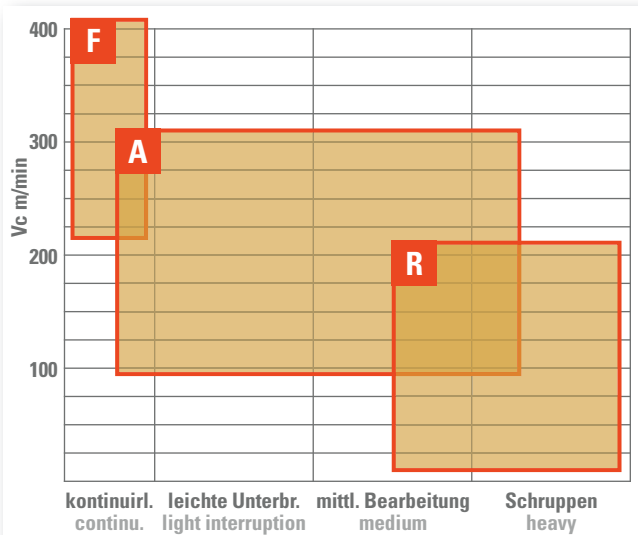 400
F
300
A
Vc m/min
200
R
100
kontinuirl. leichte Unterbr. mittl. Bearbeitung Schruppen
continu. light interruption medium heavy